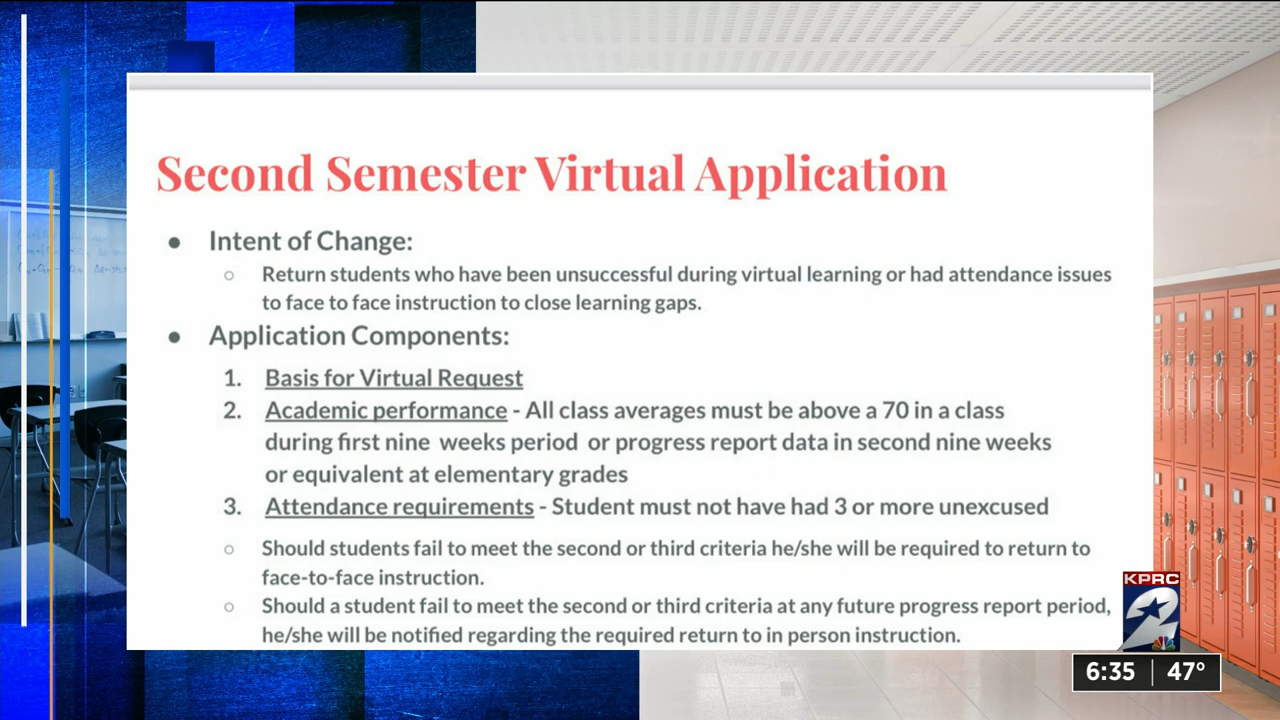 Second Semester Virtual Application
● Intent of Change:
○ Return students who have been unsuccessful during virtual learning or had attendance issues
to face to face instruction to close learning gaps.
● Application Components:
1. Basis for Virtual Request
2. Academic performance - All class averages must be above a 70 in a class
during first nine weeks period or progress report data in second nine weeks
or equivalent at elementary grades
3. Attendance requirements - Student must not have had 3 or more unexcused
○ Should students fail to meet the second or third criteria he/she will be required to return to
face-to-face instruction.
○ Should a student fail to meet the second or third criteria at any future progress report period,
he/she will be notified regarding the required return to in person instruction.
KPRC
2
6:35 | 47°